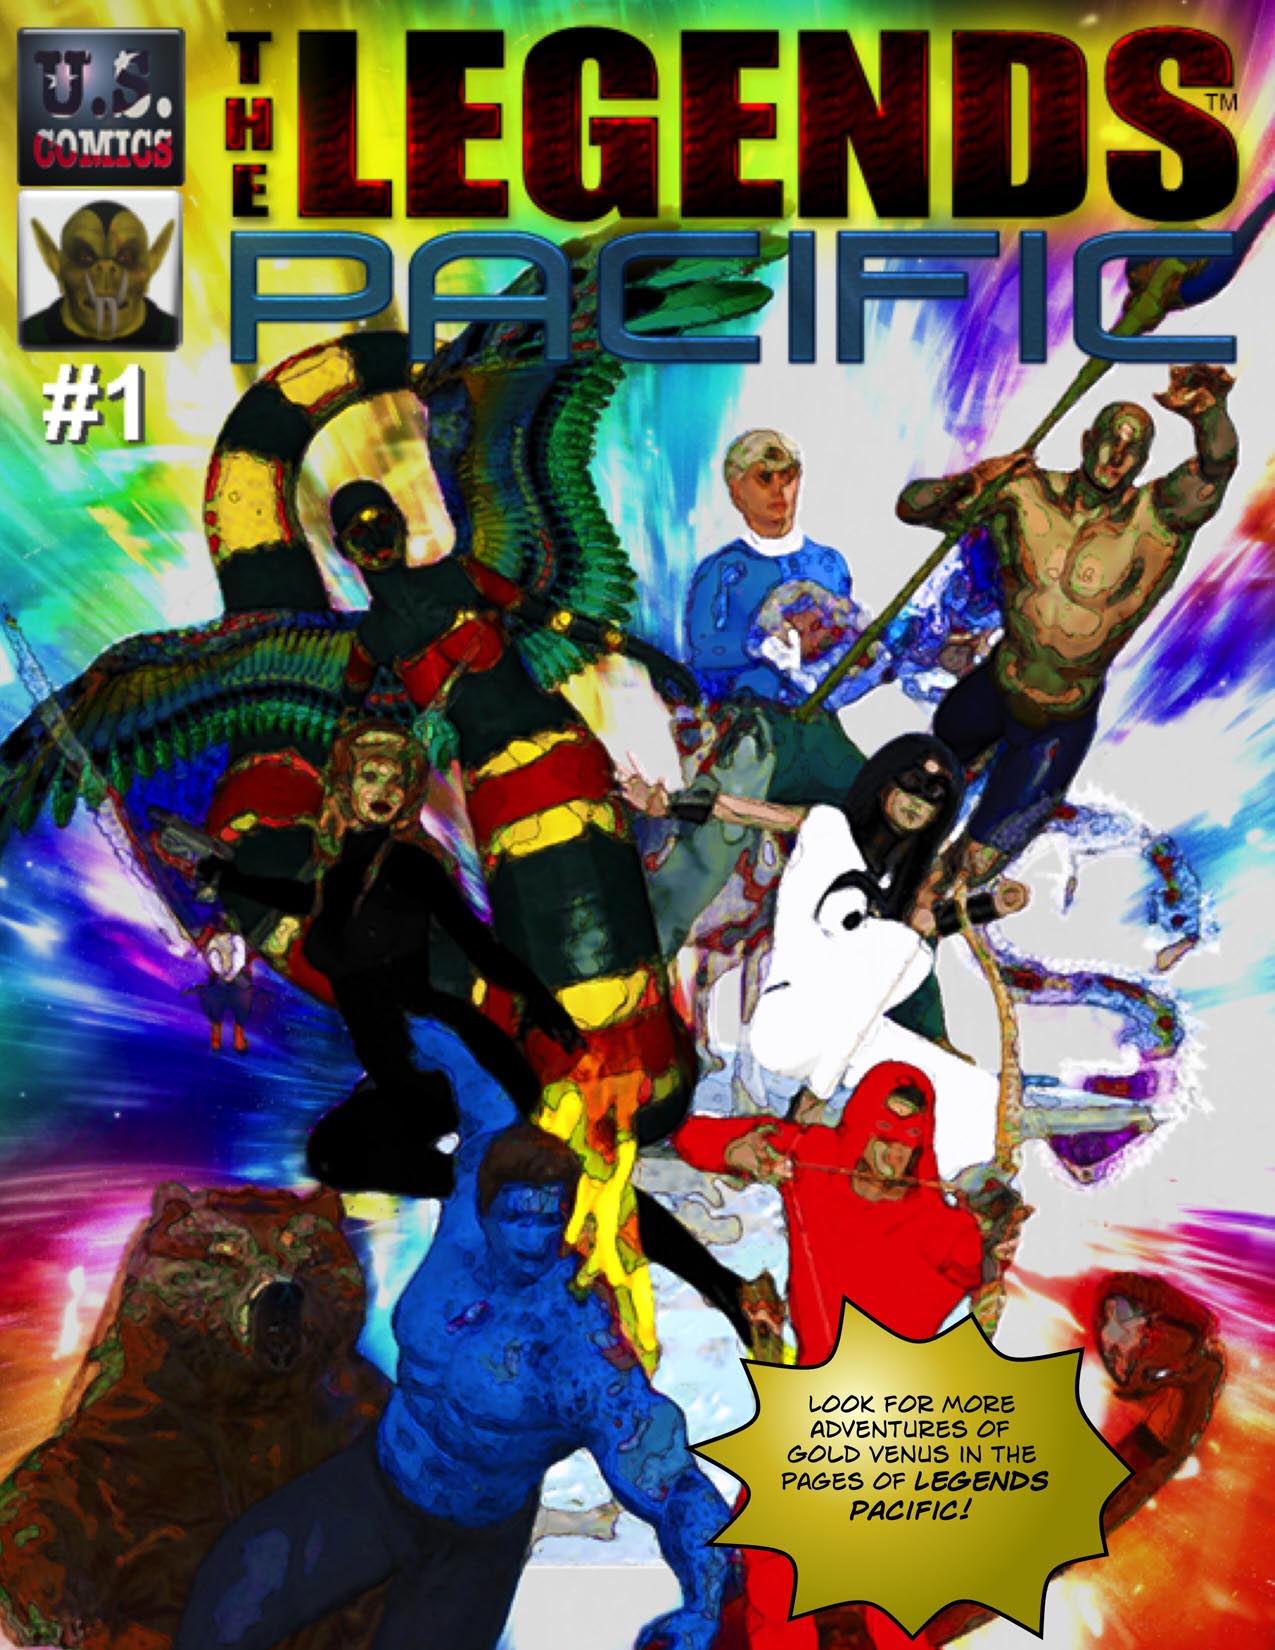 U.S.
COMICS
THE LEGENDS
TM
PACIFIC
#1
LOOK FOR MORE
ADVENTURES OF
GOLD VENUS IN THE
PAGES OF LEGENDS
PACIFIC!